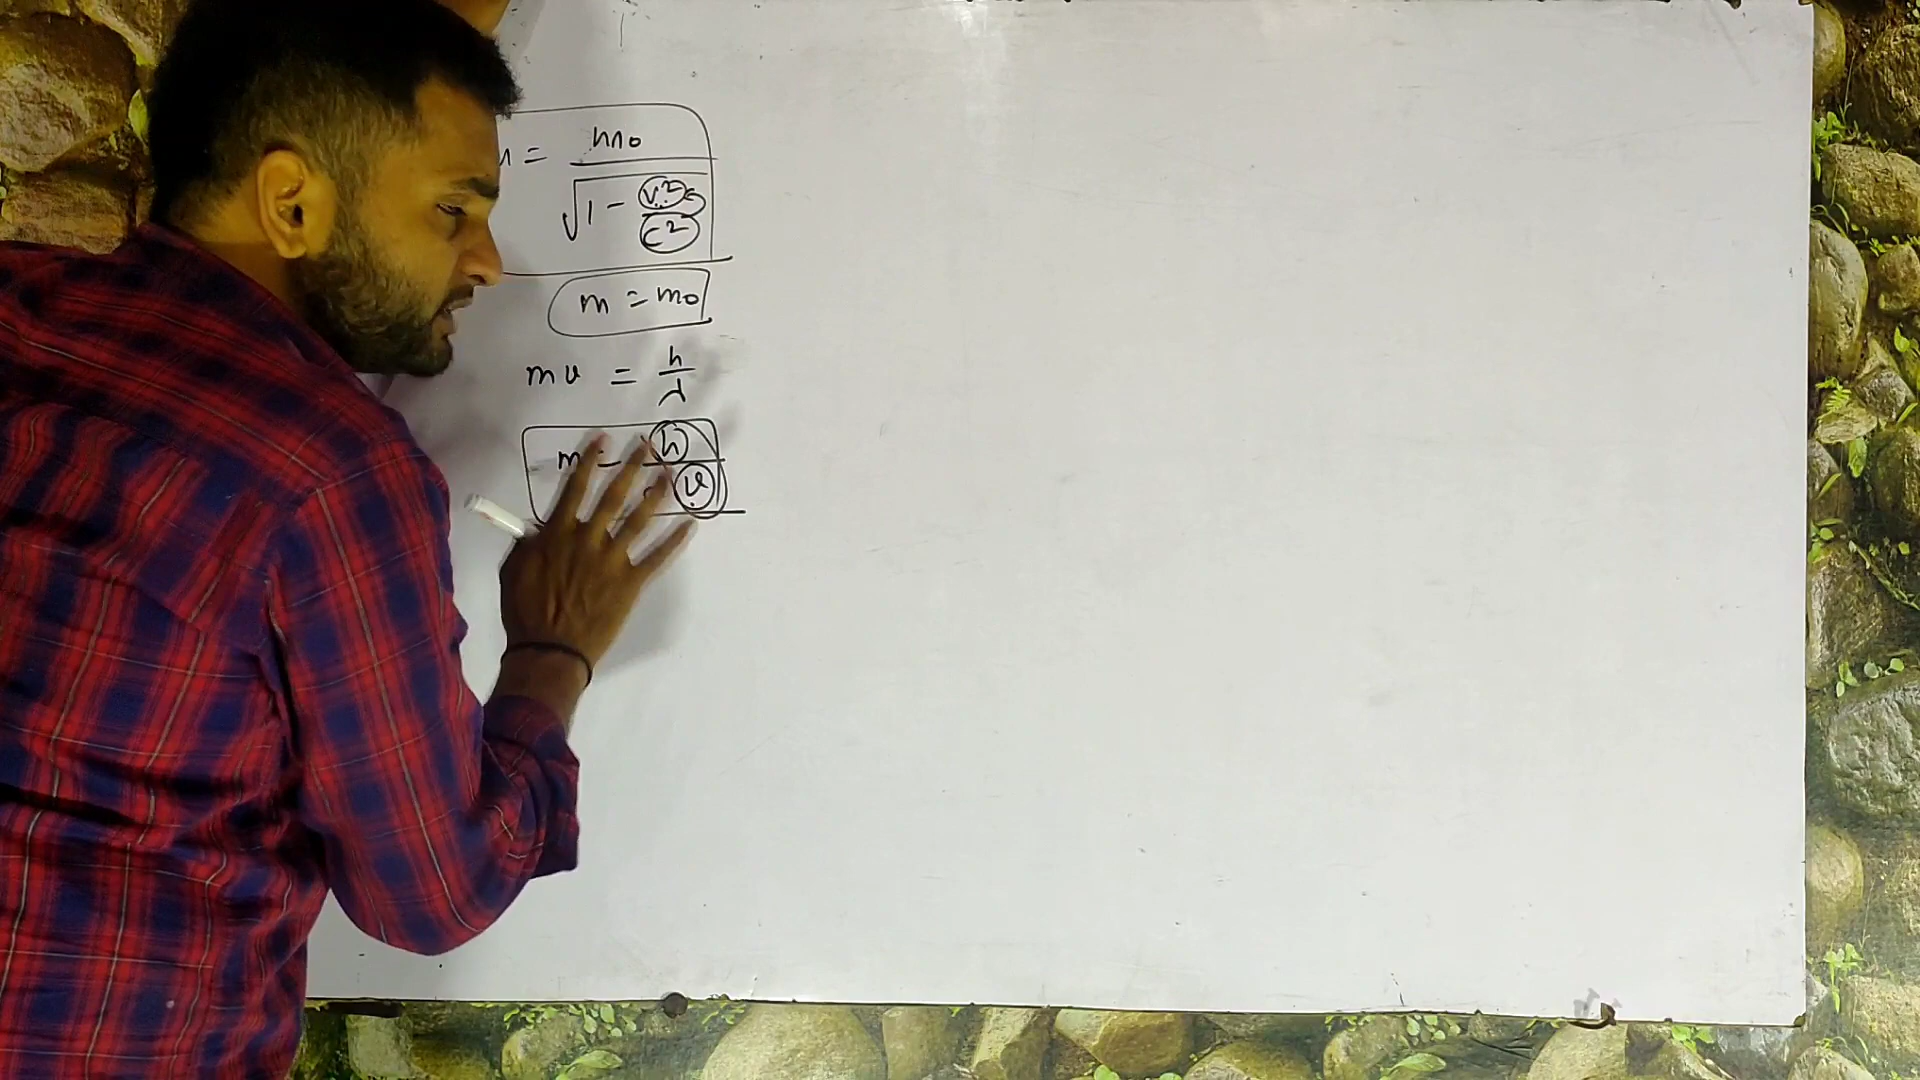 = m₀
√1 - v²
c²
m = m₀
mv = h
λ
m = h
v